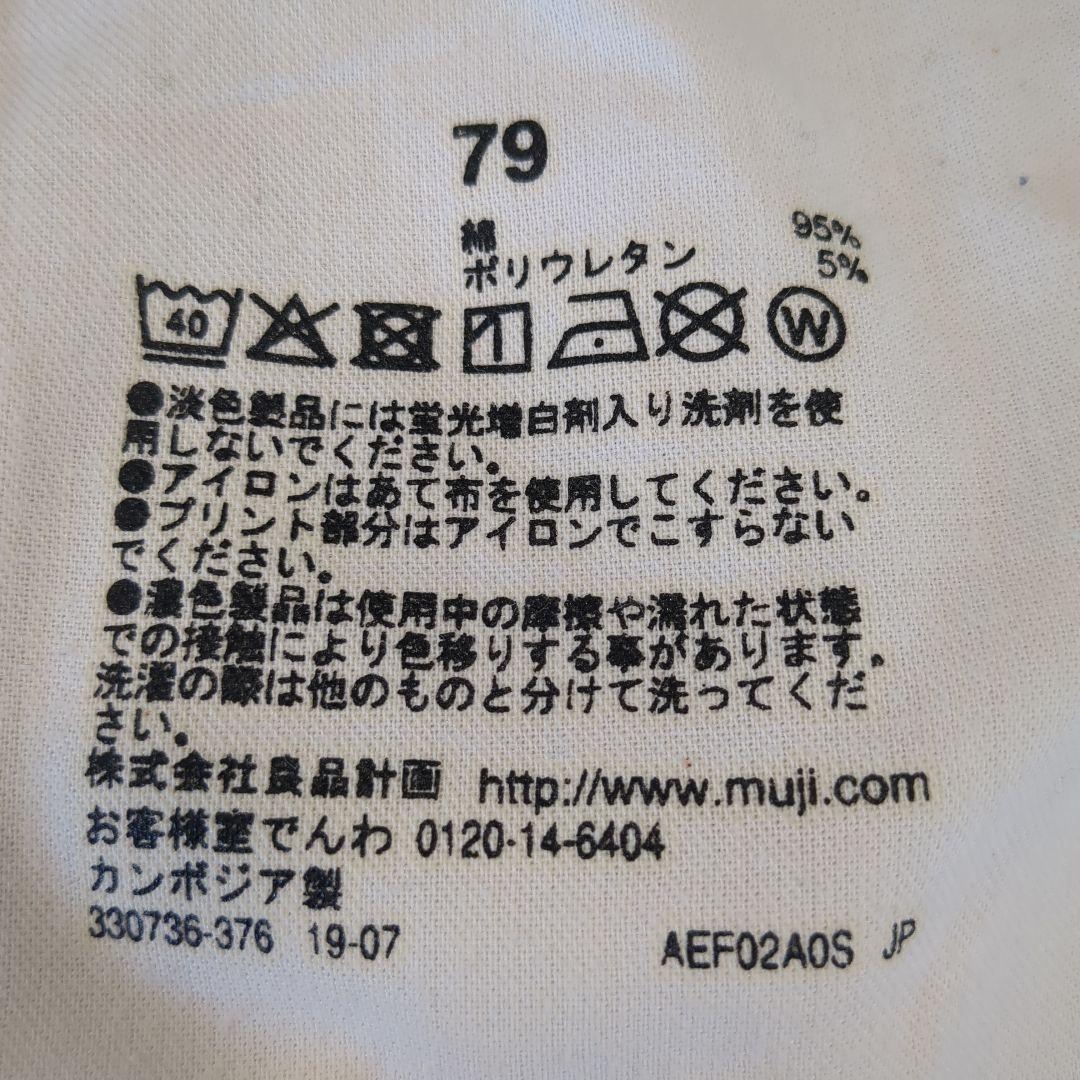 79
綿 95%
ポリウレタン 5%
40 W
●淡色製品には蛍光増白剤入り洗剤を使
用しないでください。
●アイロンはあて布を使用してください。
●プリント部分はアイロンでこすらない
でください。
●濃色製品は使用中の摩擦や濡れた状態
での接触により色移りする事があります。
洗濯の際は他のものと分けて洗ってくだ
さい。
株式会社良品計画 http://www.muji.com
お客様室でんわ 0120-14-6404
カンボジア製
330736-376 19-07 AEF02A0S JP